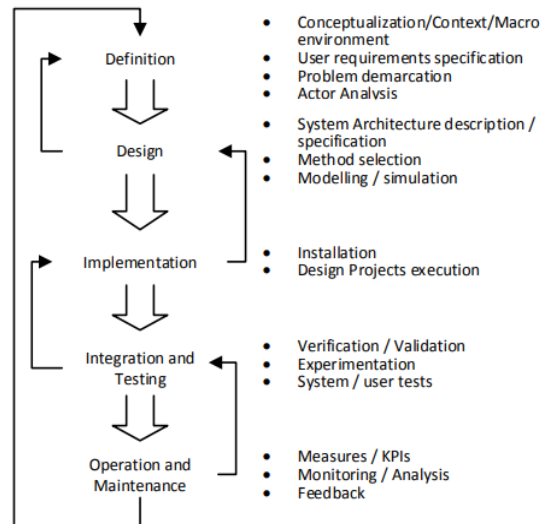 Definition
• Conceptualization/Context/Macro
environment
• User requirements specification
• Problem demarcation
• Actor Analysis
Design
• System Architecture description /
specification
• Method selection
• Modelling / simulation
Implementation
• Installation
• Design Projects execution
Integration and
Testing
• Verification / Validation
• Experimentation
• System / user tests
Operation and
Maintenance
• Measures / KPIs
• Monitoring / Analysis
• Feedback